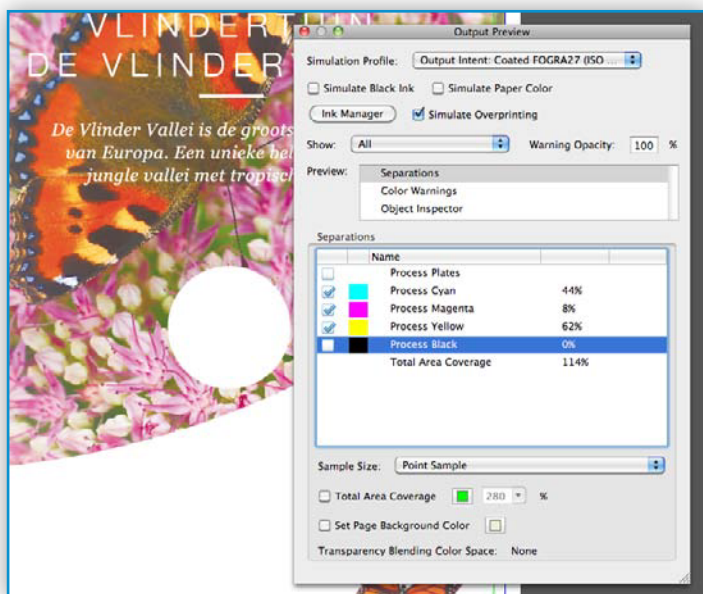 VLINDERTUIN
DE VLINDER
De Vlinder Vallei is de groots
van Europa. Een unieke bel
jungle vallei met tropisch
Output Preview
Simulation Profile: Output Intent: Coated FOGRA27 (ISO ...
Simulate Black Ink Simulate Paper Color
Ink Manager Simulate Overprinting
Show: All Warning Opacity: 100 %
Preview: Separations
Color Warnings
Object Inspector
Separations
Name
Process Plates
Process Cyan 44%
Process Magenta 8%
Process Yellow 62%
Process Black 0%
Total Area Coverage 114%
Sample Size: Point Sample
Total Area Coverage 280 %
Set Page Background Color
Transparency Blending Color Space: None